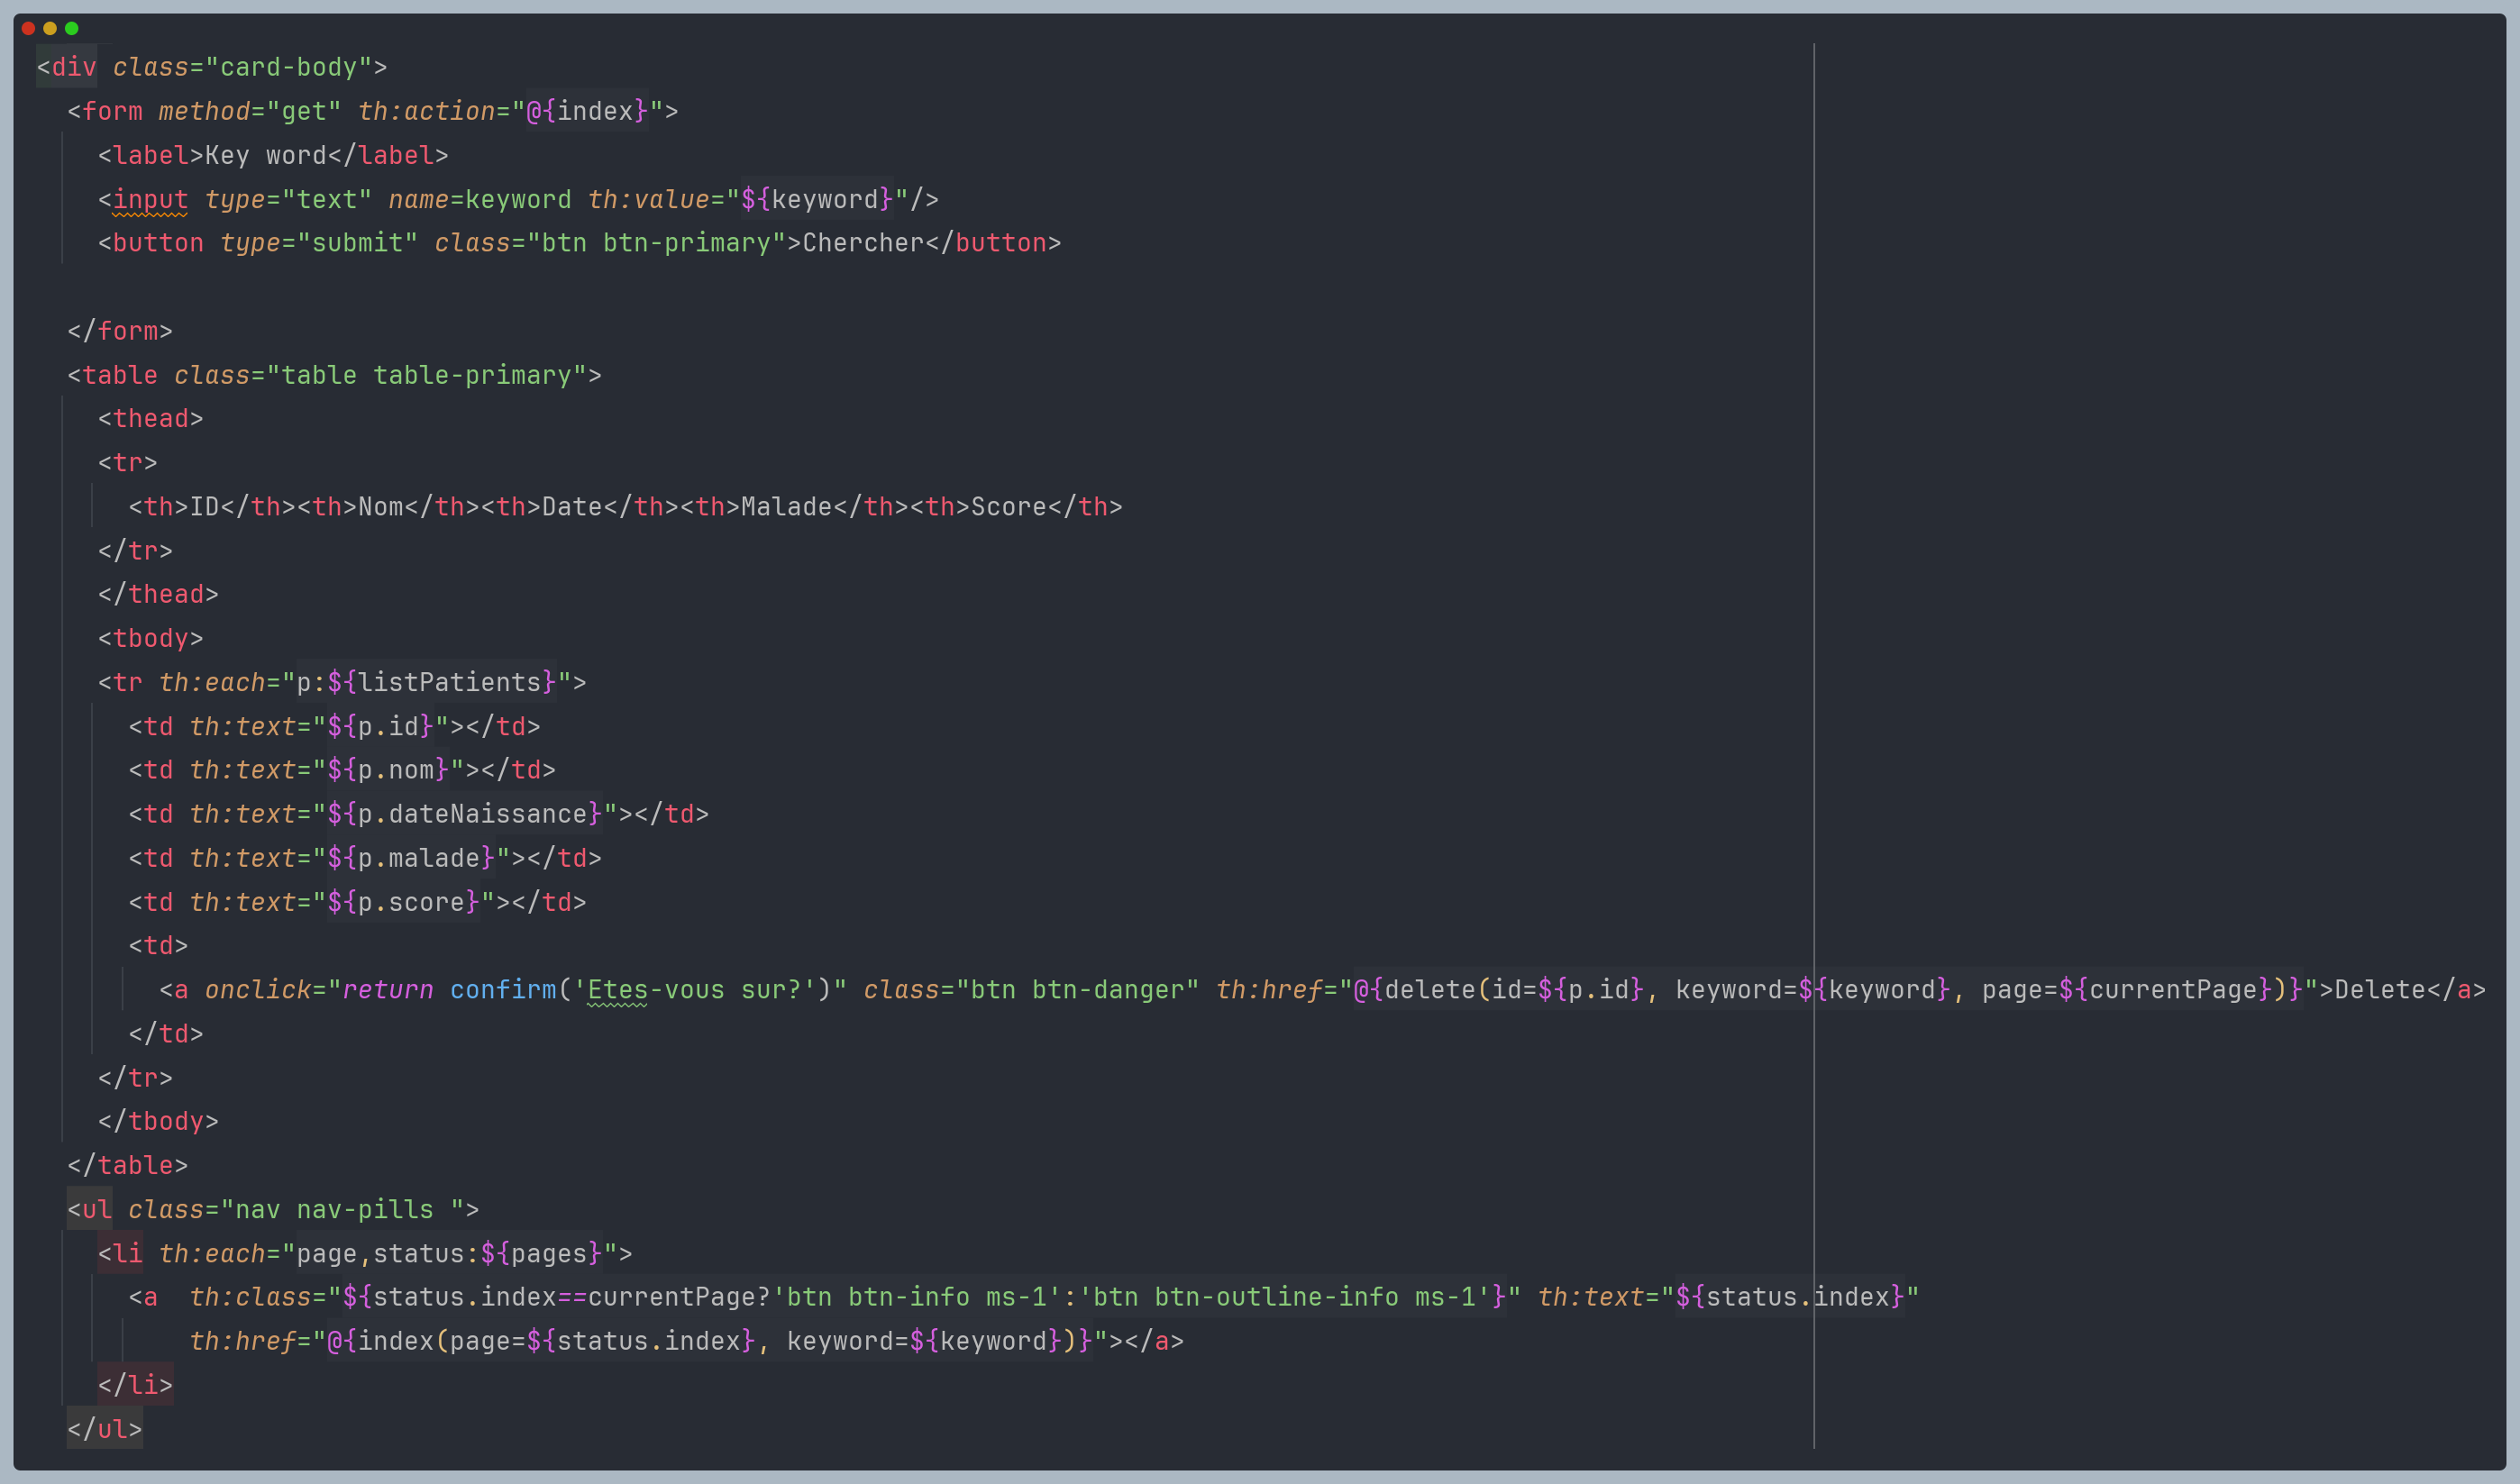 <div class="card-body">
  <form method="get" th:action="@{index}">
    <label>Key word</label>
    <input type="text" name=keyword th:value="${keyword}"/>
    <button type="submit" class="btn btn-primary">Chercher</button>
  </form>
  <table class="table table-primary">
    <thead>
    <tr>
      <th>ID</th><th>Nom</th><th>Date</th><th>Malade</th><th>Score</th>
    </tr>
    </thead>
    <tbody>
    <tr th:each="p:${listPatients}">
      <td th:text="${p.id}"></td>
      <td th:text="${p.nom}"></td>
      <td th:text="${p.dateNaissance}"></td>
      <td th:text="${p.malade}"></td>
      <td th:text="${p.score}"></td>
      <td>
        <a onclick="return confirm('Etes-vous sur?')" class="btn btn-danger" th:href="@{delete(id=${p.id}, keyword=${keyword}, page=${currentPage})}">Delete</a>
      </td>
    </tr>
    </tbody>
  </table>
  <ul class="nav nav-pills ">
    <li th:each="page,status:${pages}">
      <a  th:class="${status.index==currentPage?'btn btn-info ms-1':'btn btn-outline-info ms-1'}" th:text="${status.index}"
          th:href="@{index(page=${status.index}, keyword=${keyword})}"></a>
    </li>
  </ul>